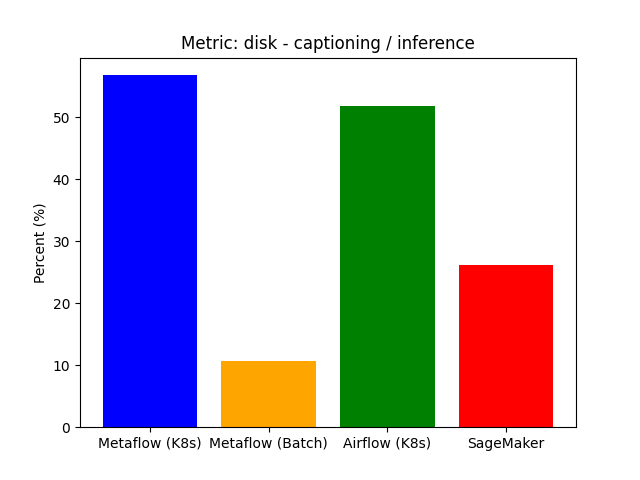 Metric: disk - captioning / inference
Percent (%)
50
40
30
20
10
0
Metaflow (K8s) Metaflow (Batch) Airflow (K8s) SageMaker